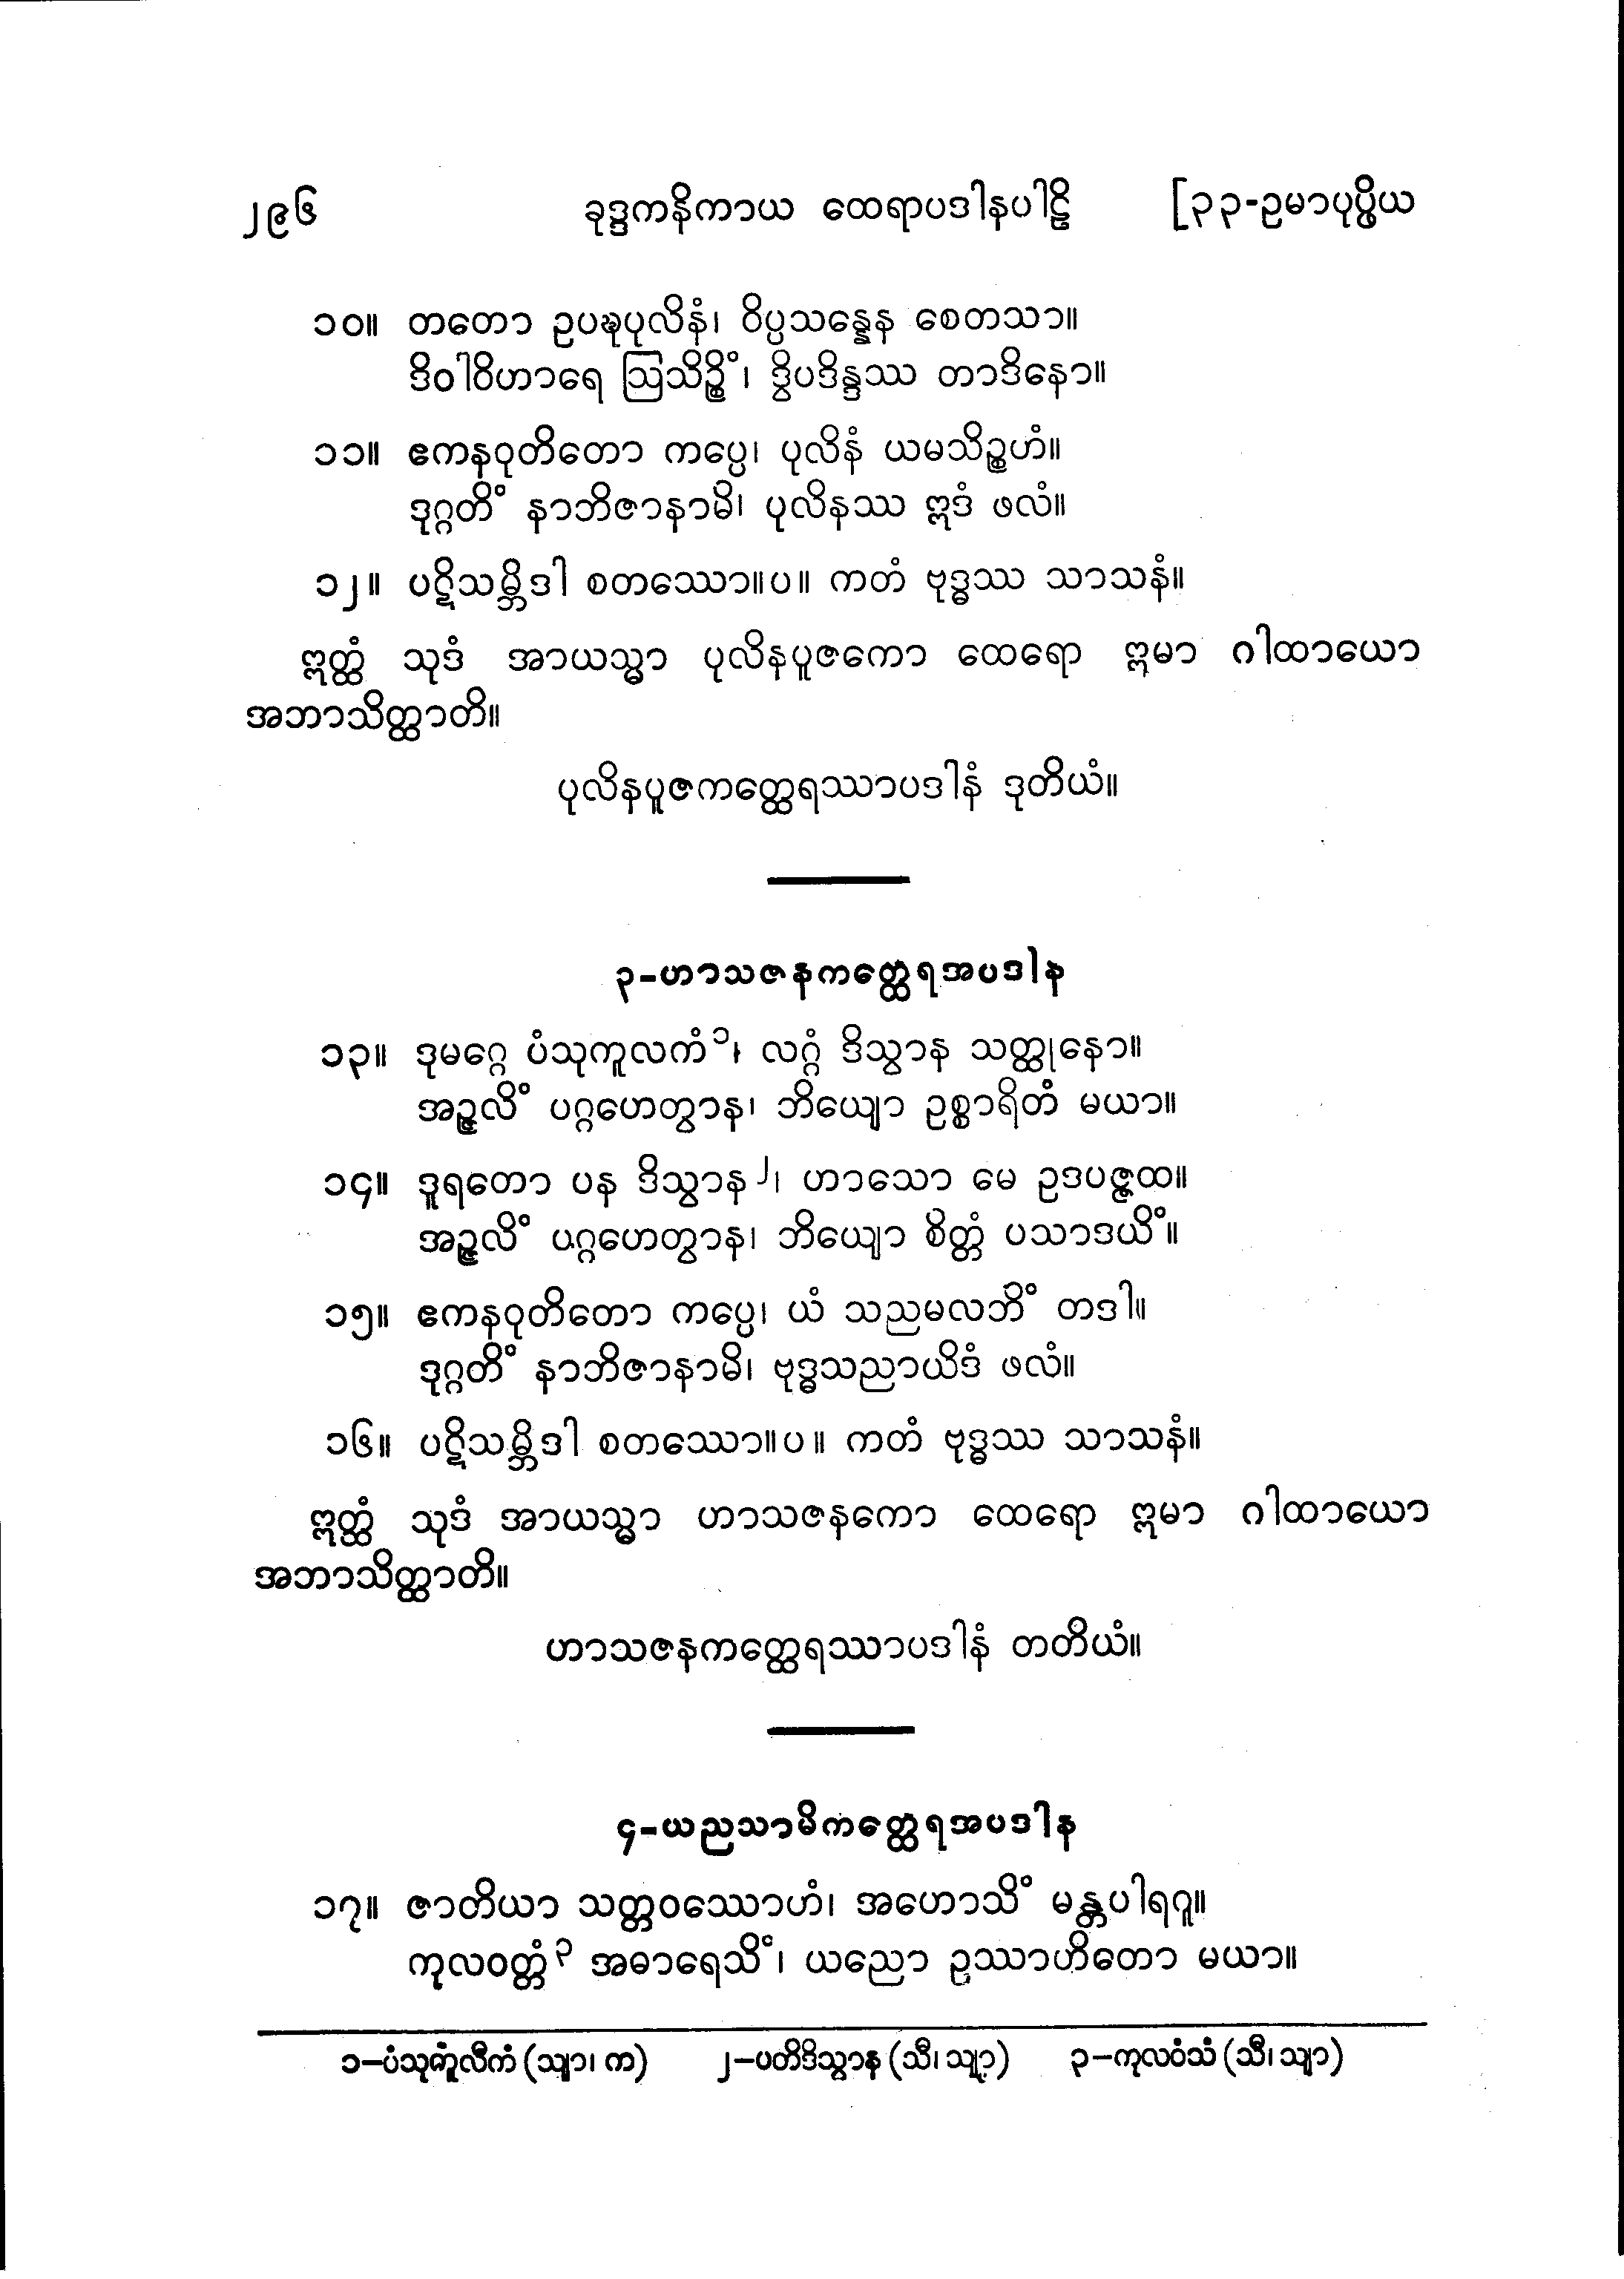 ၂၉၆ ခုဒ္ဒကနိကာယ ထေရာပဒါနပါဠိ [၃၃-ဥမာပုပ္ဖိယ
၁၀။ တတော ဥပဍ္ဎပုလိနံ၊ ဝိပ္ပသန္နေန စေတသာ။
ဒိဝါဝိဟာရေ ဩသိဉ္စိံ၊ ဒွိပဒိန္ဒဿ တာဒိနော။
၁၁။ ဧကနဝုတိတော ကပ္ပေ၊ ပုလိနံ ယမသိဉ္စဟံ။
ဒုဂ္ဂတိံ နာဘိဇာနာမိ၊ ပုလိနဿ ဣဒံ ဖလံ။
၁၂။ ပဋိသမ္ဘိဒါ စတဿော။ပ။ ကတံ ဗုဒ္ဓဿ သာသနံ။
ဣတ္ထံ သုဒံ အာယသ္မာ ပုလိနပူဇကော ထေရော ဣမာ ဂါထာယော
အဘာသိတ္ထာတိ။
ပုလိနပူဇကတ္ထေရဿာပဒါနံ ဒုတိယံ။
၃-ဟာသဇနကတ္ထေရအပဒါန
၁၃။ ဒုမဂ္ဂေ ပံသုကူလကံ၁၊ လဂ္ဂံ ဒိသွာန သတ္ထုနော။
အဉ္ဇလိံ ပဂ္ဂဟေတွာန၊ ဘိယျော ဥစ္စာရိတံ မယာ။
၁၄။ ဒူရတော ပန ဒိသွာန၂၊ ဟာသော မေ ဥဒပဇ္ဇထ။
အဉ္ဇလိံ ပဂ္ဂဟေတွာန၊ ဘိယျော စိတ္တံ ပသာဒယိံ။
၁၅။ ဧကနဝုတိတော ကပ္ပေ၊ ယံ သညမလဘိံ တဒါ။
ဒုဂ္ဂတိံ နာဘိဇာနာမိ၊ ဗုဒ္ဓသညာယိဒံ ဖလံ။
၁၆။ ပဋိသမ္ဘိဒါ စတဿော။ပ။ ကတံ ဗုဒ္ဓဿ သာသနံ။
ဣတ္ထံ သုဒံ အာယသ္မာ ဟာသဇနကော ထေရော ဣမာ ဂါထာယော
အဘာသိတ္ထာတိ။
ဟာသဇနကတ္ထေရဿာပဒါနံ တတိယံ။
၄-ယညသာမိကတ္ထေရအပဒါန
၁၇။ ဇာတိယာ သတ္တဝဿောဟံ၊ အဟောသိံ မန္တပါရဂူ။
ကုလဝတ္တံ၃ အဓာရေသိံ၊ ယညော ဥဿာဟိတော မယာ။
၁–ပံသုကူလိကံ (သျာ၊ က) ၂–ပတိဒိသွာန (သီ၊ သျာ) ၃–ကုလဝံသံ (သီ၊ သျာ)